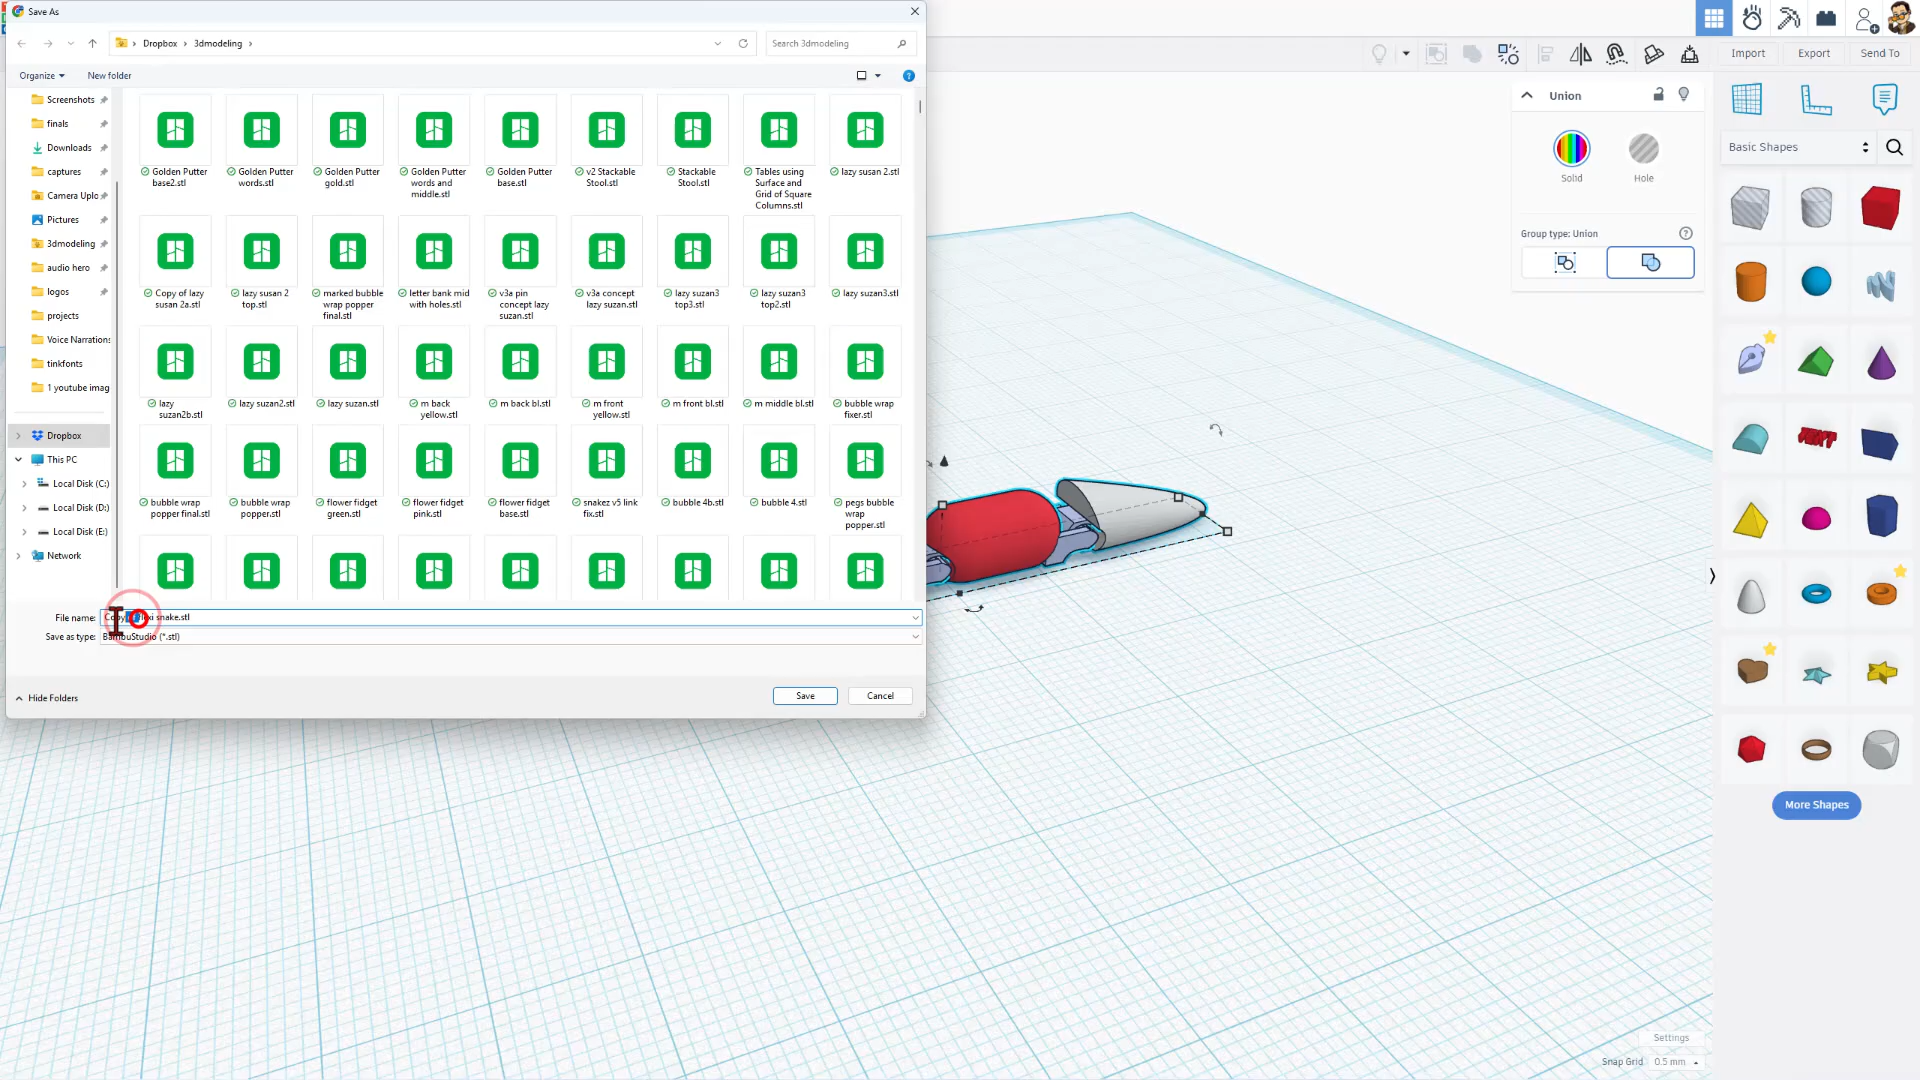 Save As
Dropbox
3dmodeling
Search 3dmodeling
Organize
New folder
Screenshots
finals
Downloads
captures
Camera Uplo
Pictures
3dmodeling
audio hero
logos
projects
Voice Narrations
tinkfonts
1 youtube imag
Dropbox
This PC
Local Disk (C:)
Local Disk (D:)
Local Disk (E:)
Network
Golden Putter base2.stl
Golden Putter words.stl
Golden Putter gold.stl
Golden Putter words and middle.stl
Golden Putter base.stl
v2 Stackable Stool.stl
Stackable Stool.stl
Tables using Surface and Grid of Square Columns.stl
lazy susan 2.stl
Copy of lazy susan 2a.stl
lazy susan 2 top.stl
marked bubble wrap popper final.stl
letter bank mid with holes.stl
v3a pin concept lazy suzan.stl
v3a concept lazy suzan.stl
lazy suzan3 top3.stl
lazy suzan3 top2.stl
lazy suzan3.stl
lazy suzan2b.stl
lazy suzan2.stl
lazy suzan.stl
m back yellow.stl
m back bl.stl
m front yellow.stl
m front bl.stl
m middle bl.stl
bubble wrap fixer.stl
bubble wrap popper final.stl
bubble wrap popper.stl
flower fidget green.stl
flower fidget pink.stl
flower fidget base.stl
snakez v5 link fix.stl
bubble 4b.stl
bubble 4.stl
pegs bubble wrap popper.stl
File name:
snake.stl
Save as type:
BambuStudio (*.stl)
Hide Folders
Save
Cancel
Import
Export
Send To
Union
Solid
Hole
Group type: Union
Basic Shapes
More Shapes
Settings
Snap Grid
0.5 mm